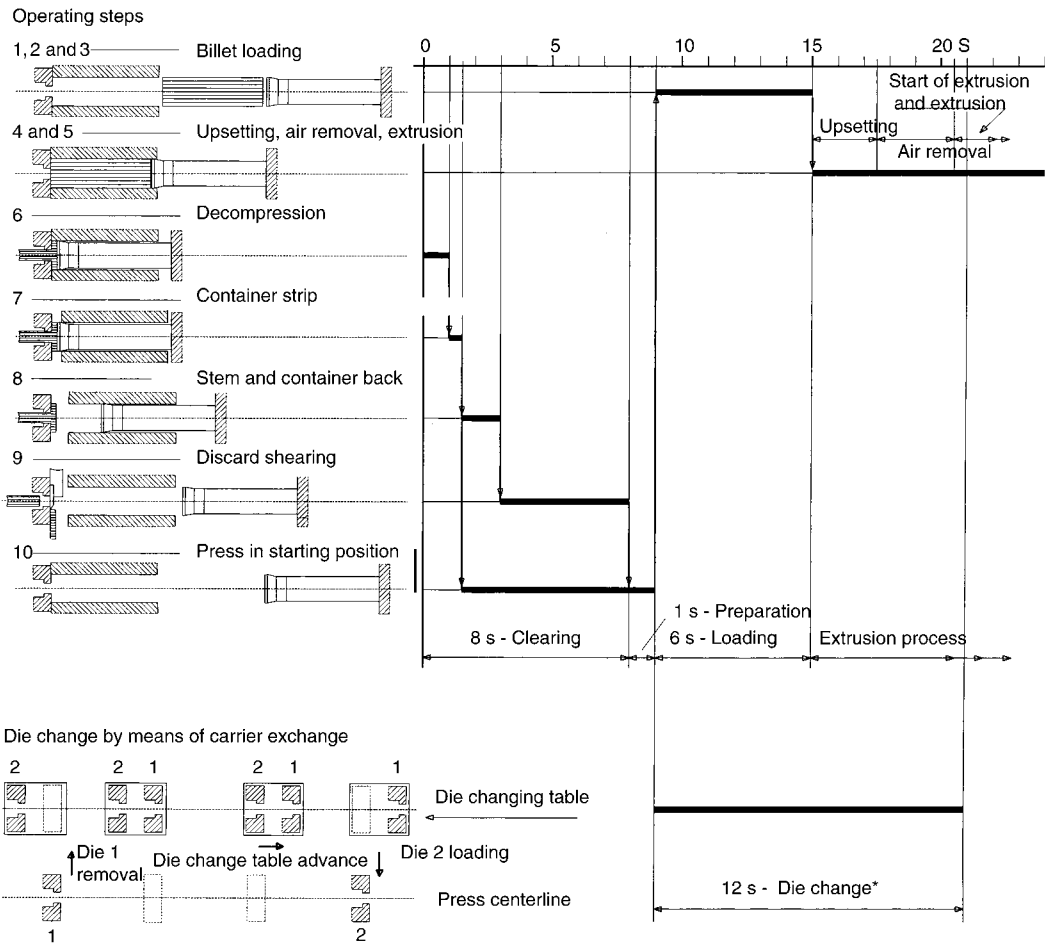 Operating steps
1, 2 and 3 Billet loading
0 5 10 15 20 S
Start of extrusion
and extrusion
4 and 5 Upsetting, air removal, extrusion
Upsetting
Air removal
6 Decompression
7 Container strip
8 Stem and container back
9 Discard shearing
10 Press in starting position
1 s - Preparation
8 s - Clearing 6 s - Loading Extrusion process
Die change by means of carrier exchange
2 2 1 2 1 1
Die changing table
Die 1
removal
Die change table advance
Die 2 loading
Press centerline
12 s - Die change*
1 2